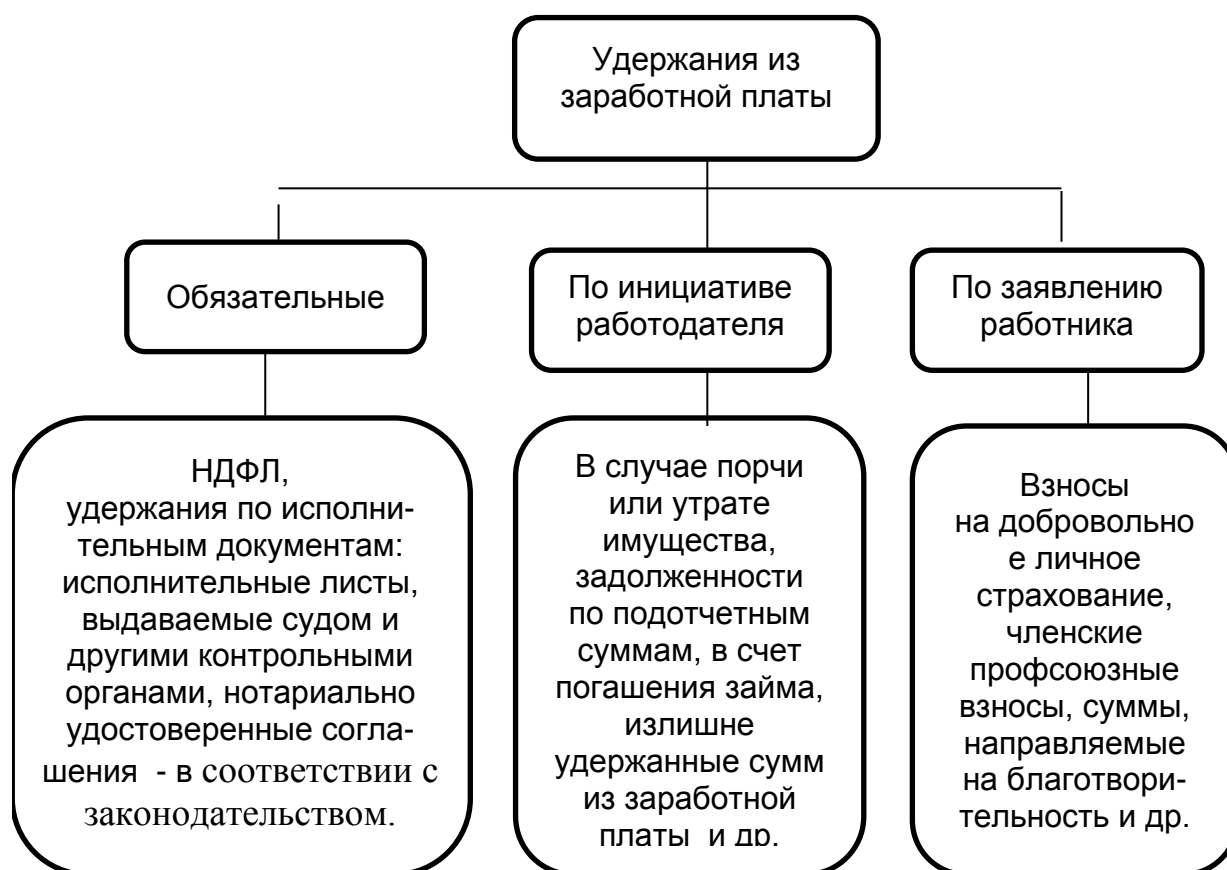 Удержания из
заработной платы
Обязательные
По инициативе
работодателя
По заявлению
работника
НДФЛ,
удержания по исполни-
тельным документам:
исполнительные листы,
выдаваемые судом и
другими контрольными
органами, нотариально
удостоверенные согла-
шения - в соответствии с
законодательством.
В случае порчи
или утрате
имущества,
задолженности
по подотчетным
суммам, в счет
погашения займа,
излишне
удержанные сумм
из заработной
платы и др.
Взносы
на добровольно
е личное
страхование,
членские
профсоюзные
взносы, суммы,
направляемые
на благотвори-
тельность и др.